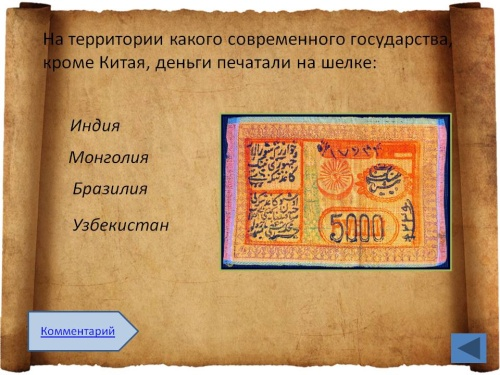 На территории какого современного государства,
кроме Китая, деньги печатали на шелке:
Индия
Монголия
Бразилия
Узбекистан
5000
Комментарий